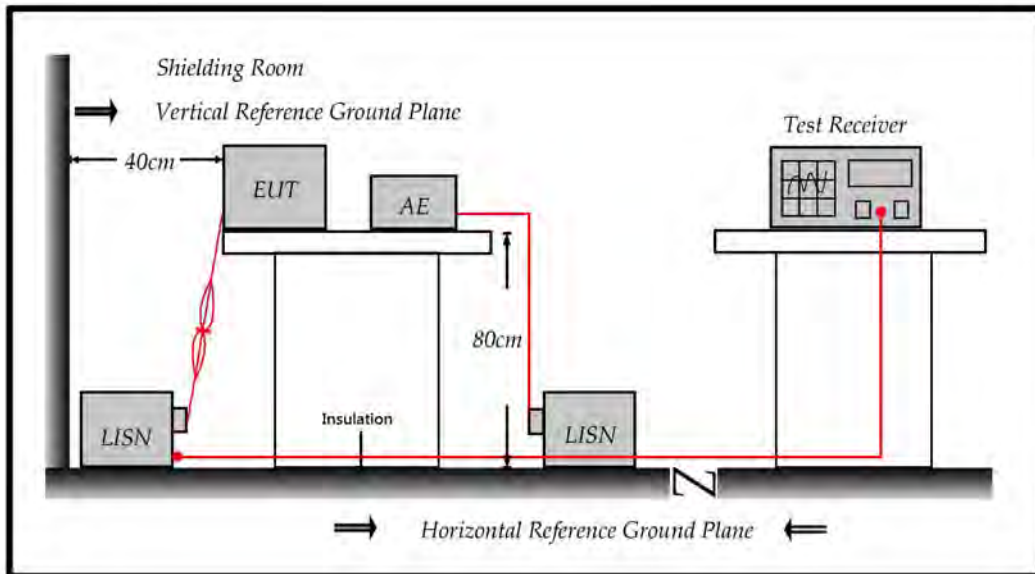 Shielding Room
Vertical Reference Ground Plane
Test Receiver
40cm
EUT
AE
80cm
Insulation
LISN
LISN
Horizontal Reference Ground Plane